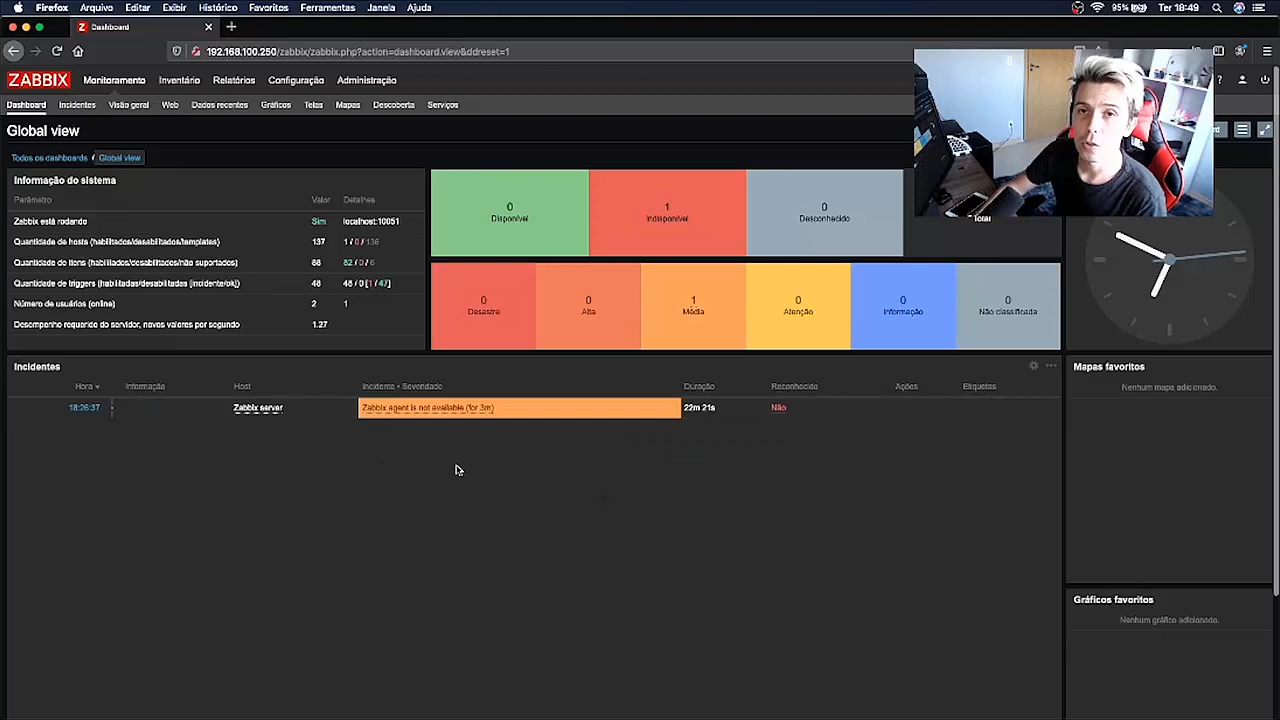 Firefox Arquivo Editar Exibir Histórico Favoritos Ferramentas Janela Ajuda 95% Ter 18:49
Dashboard
192.168.100.250/zabbix/zabbix.php?action=dashboard.view&ddreset=1
ZABBIX Monitoramento Inventário Relatórios Configuração Administração ?
Dashboard Incidentes Visão geral Web Dados recentes Gráficos Telas Mapas Descoberta Serviços
Global view
Todos os dashboards / Global view
Informação do sistema
Parâmetro Valor Detalhes
Zabbix está rodando Sim localhost:10051
Quantidade de hosts (habilitados/desabilitados/templates) 137 1 / 0 / 136
Quantidade de itens (habilitados/desabilitados/não suportados) 88 82 / 0 / 6
Quantidade de triggers (habilitadas/desabilitadas [incidente/ok]) 48 48 / 0 [1 / 47]
Número de usuários (online) 2 1
Desempenho requerido do servidor, novos valores por segundo 1.27
0 1 0
Disponível Indisponível Desconhecido Total
0 0 1 0 0 0
Desastre Alta Média Atenção Informação Não classificada
Incidentes
Hora Informação Host Incidente • Severidade Duração Reconhecido Ações Etiquetas
18:26:37 Zabbix server Zabbix agent is not available (for 3m) 22m 21s Não
Mapas favoritos
Nenhum mapa adicionado.
Gráficos favoritos
Nenhum gráfico adicionado.